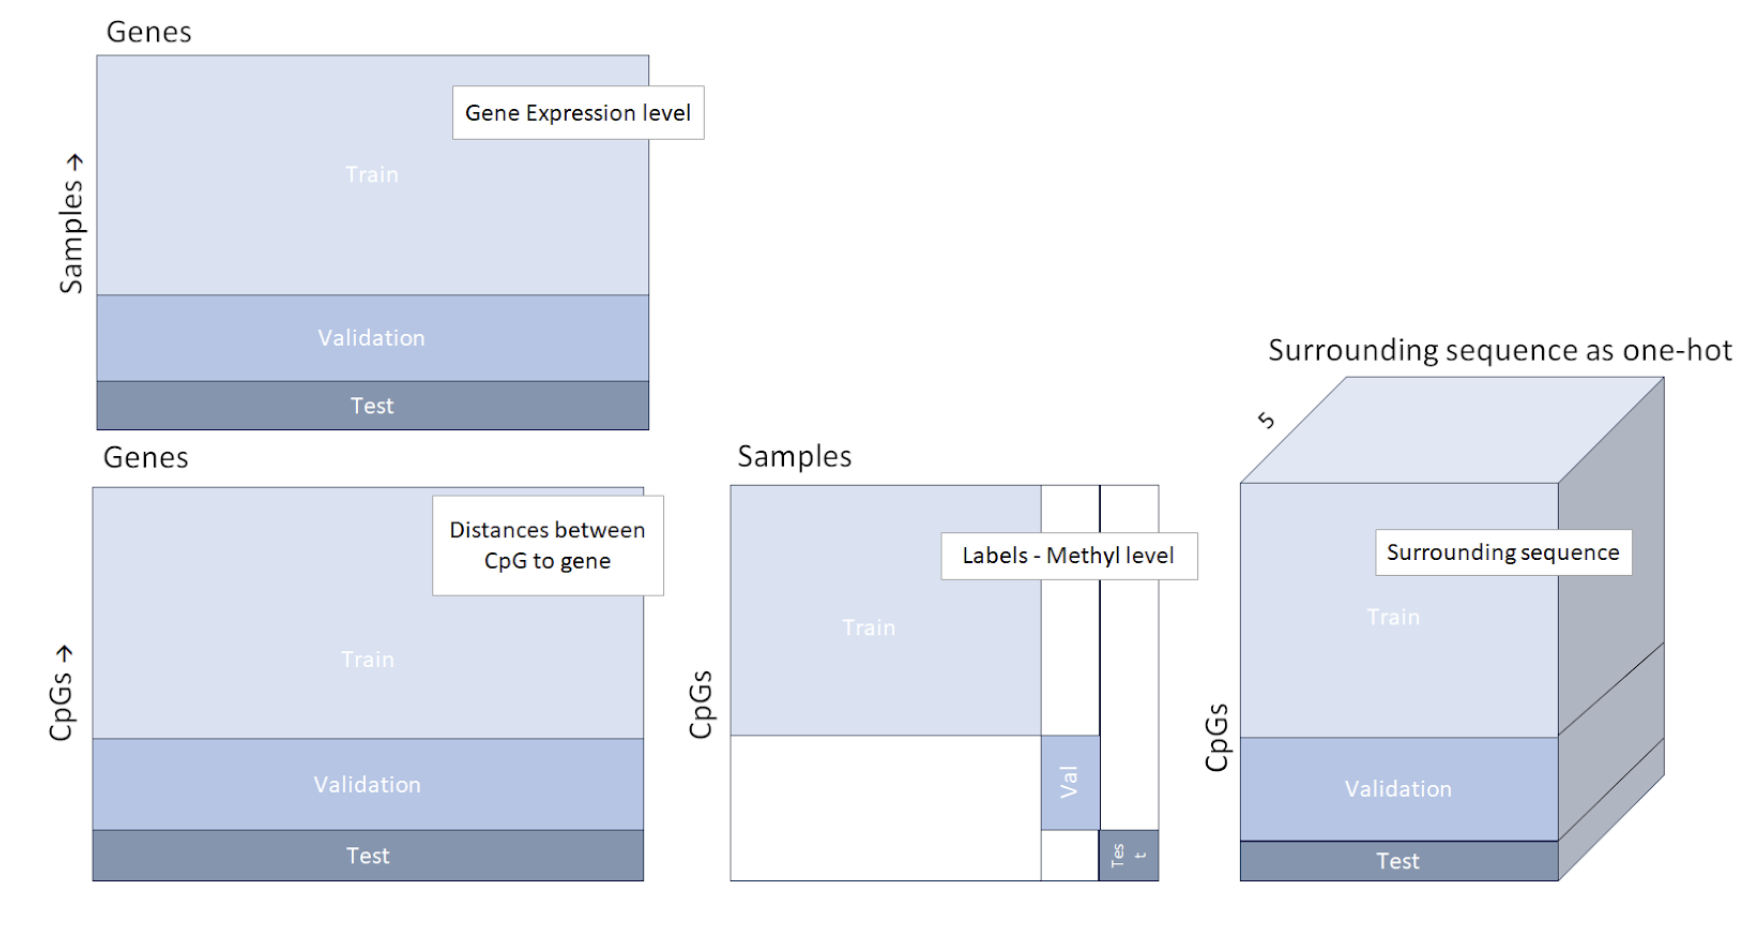 Genes
Gene Expression level
Train
Samples →
Validation
Test
Genes
Distances between
CpG to gene
Train
CpGs →
Validation
Test
Samples
Labels - Methyl level
Train
CpGs
Val
Tes
t
Surrounding sequence as one-hot
5
Surrounding sequence
Train
CpGs
Validation
Test